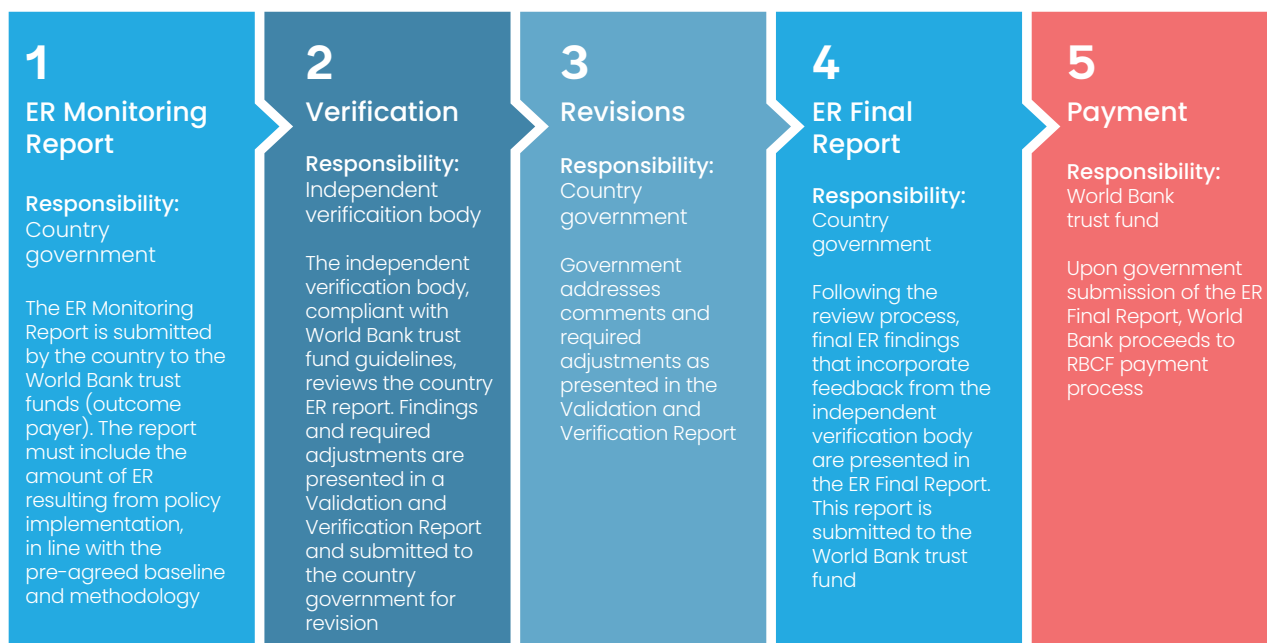 1
ER Monitoring
Report
Responsibility:
Country
government
The ER Monitoring
Report is submitted
by the country to the
World Bank trust
funds (outcome
payer). The report
must include the
amount of ER
resulting from policy
implementation,
in line with the
pre-agreed baseline
and methodology
2
Verification
Responsibility:
Independent
verificaition body
The independent
verification body,
compliant with
World Bank trust
fund guidelines,
reviews the country
ER report. Findings
and required
adjustments are
presented in a
Validation and
Verification Report
and submitted to
the country
government for
revision
3
Revisions
Responsibility:
Country
government
Government
addresses
comments and
required
adjustments as
presented in the
Validation and
Verification Report
4
ER Final
Report
Responsibility:
Country
government
Following the
review process,
final ER findings
that incorporate
feedback from the
independent
verification body
are presented in
the ER Final Report.
This report is
submitted to the
World Bank trust
fund
5
Payment
Responsibility:
World Bank
trust fund
Upon government
submission of the ER
Final Report, World
Bank proceeds to
RBCF payment
process